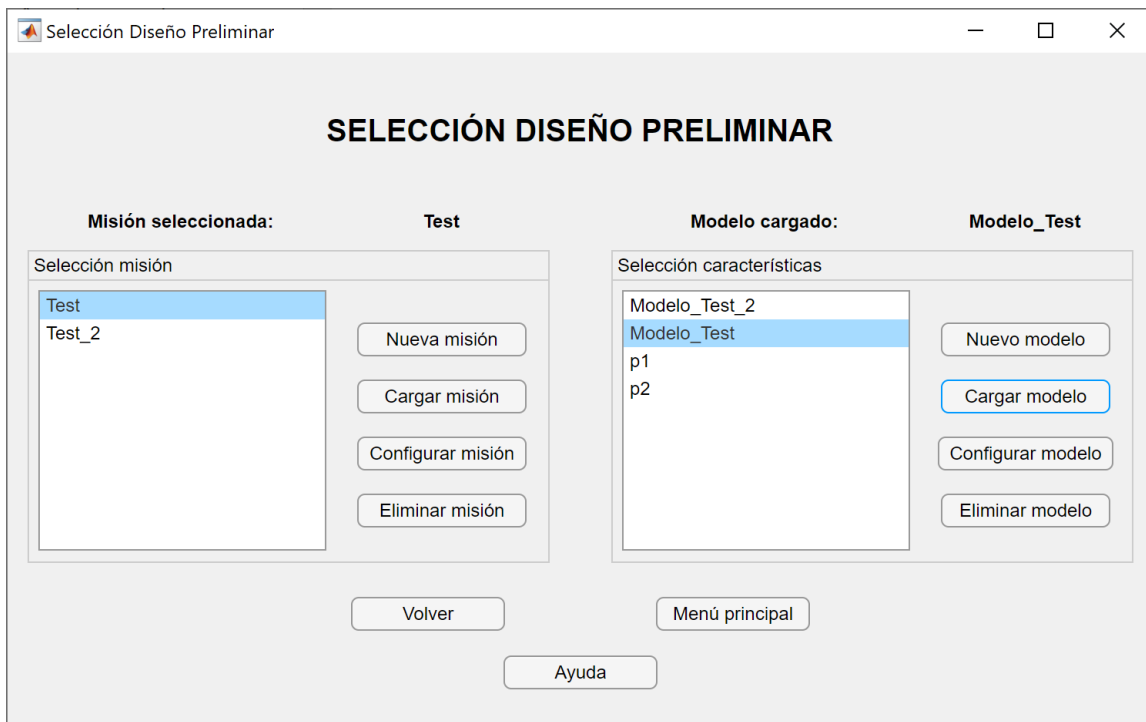 Selección Diseño Preliminar
SELECCIÓN DISEÑO PRELIMINAR
Misión seleccionada: Test
Modelo cargado: Modelo_Test
Selección misión
Test
Test_2
Nueva misión
Cargar misión
Configurar misión
Eliminar misión
Selección características
Modelo_Test_2
Modelo_Test
p1
p2
Nuevo modelo
Cargar modelo
Configurar modelo
Eliminar modelo
Volver
Menú principal
Ayuda